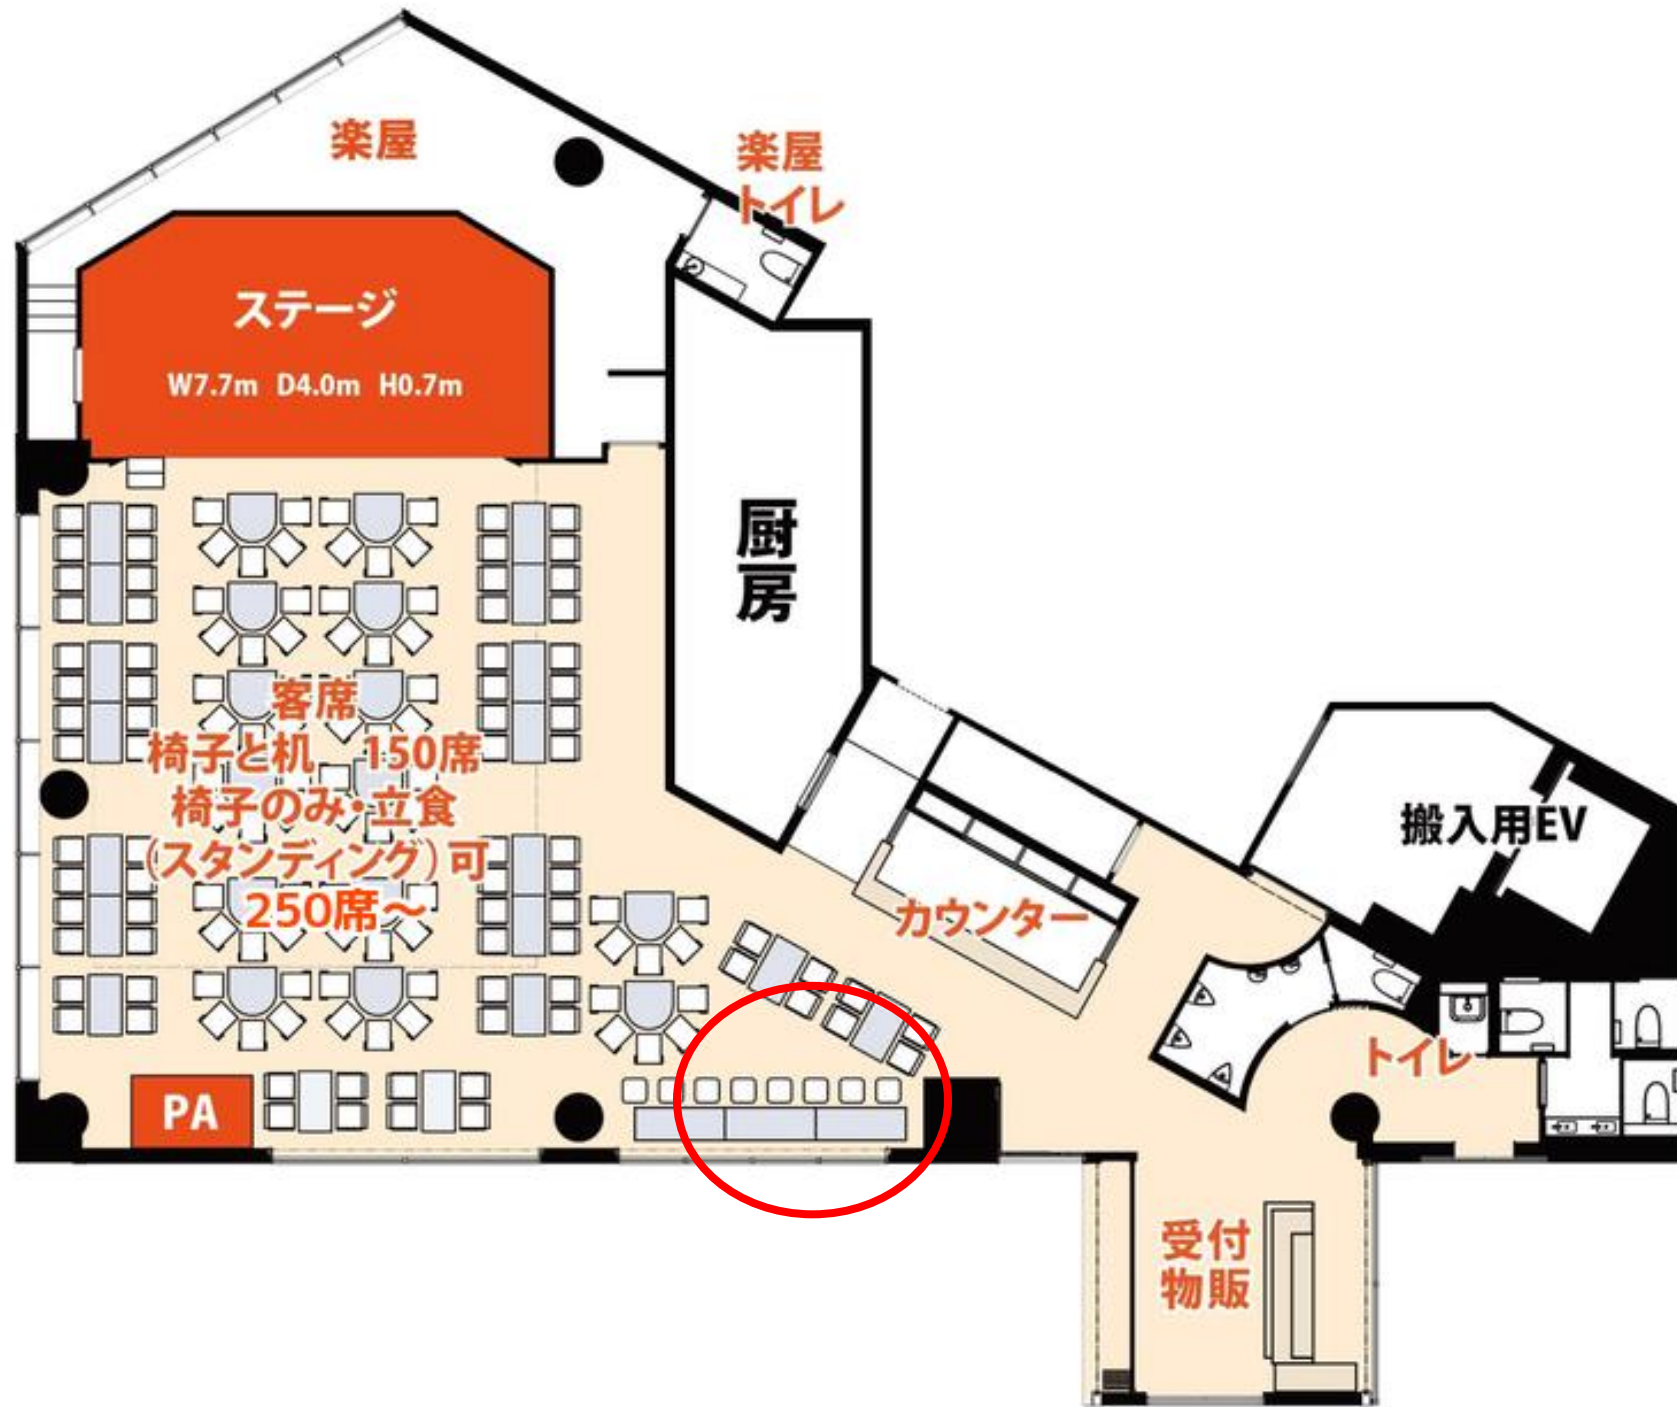 楽屋
楽屋
トイレ
ステージ
W7.7m D4.0m H0.7m
厨房
客席
椅子と机 150席
椅子のみ・立食
(スタンディング)可
250席～
搬入用EV
カウンター
トイレ
PA
受付
物販